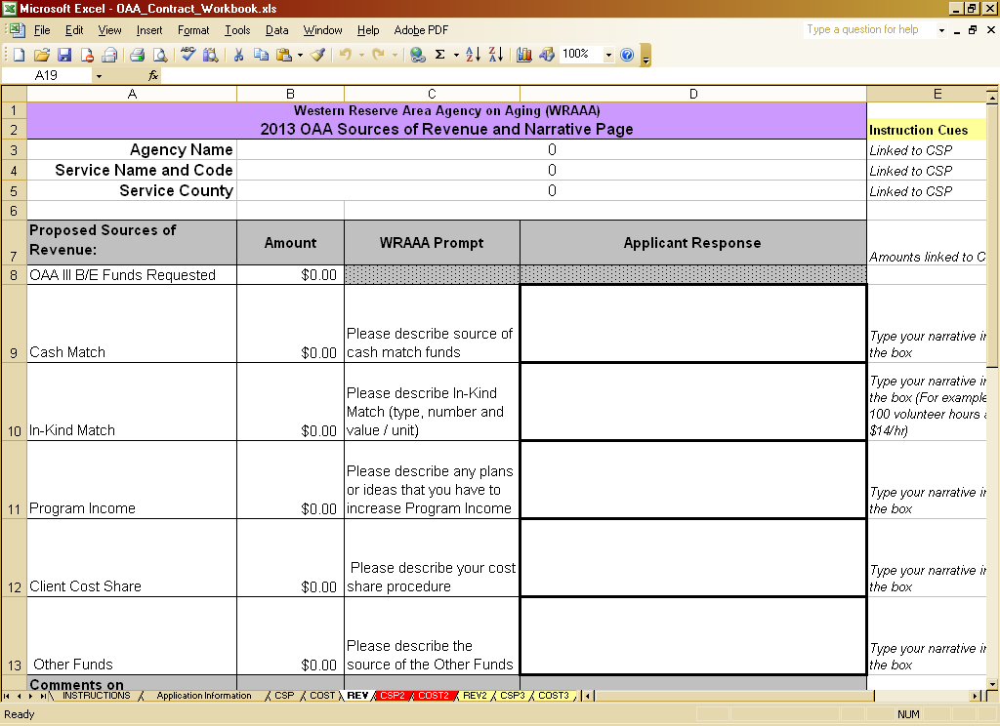 Microsoft Excel - OAA_Contract_Workbook.xls
File Edit View Insert Format Tools Data Window Help Adobe PDF
Type a question for help
Σ 100%
A19 fx
A B C D E
1 Western Reserve Area Agency on Aging (WRAAA)
2 2013 OAA Sources of Revenue and Narrative Page Instruction Cues
3 Agency Name 0 Linked to CSP
4 Service Name and Code 0 Linked to CSP
5 Service County 0 Linked to CSP
6
Proposed Sources of
Revenue: Amount WRAAA Prompt Applicant Response
7 Amounts linked to C
8 OAA III B/E Funds Requested $0.00
Please describe source of Type your narrative in
9 Cash Match $0.00 cash match funds the box
Type your narrative in
Please describe In-Kind the box (For example
Match (type, number and 100 volunteer hours a
10 In-Kind Match $0.00 value / unit) $14/hr)
Please describe any plans
or ideas that you have to Type your narrative in
11 Program Income $0.00 increase Program Income the box
Please describe your cost Type your narrative in
12 Client Cost Share $0.00 share procedure the box
Please describe the Type your narrative in
13 Other Funds $0.00 source of the Other Funds the box
Comments on
INSTRUCTIONS Application Information CSP COST REV CSP2 COST2 REV2 CSP3 COST3
Ready NUM